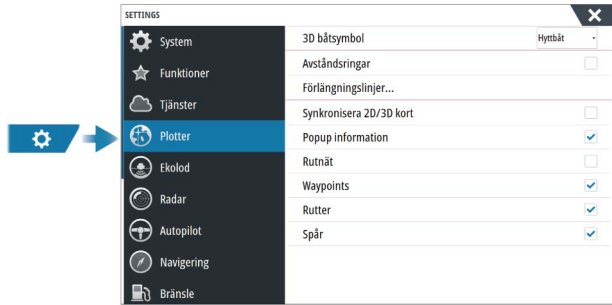 SETTINGS
System
Funktioner
Tjänster
Plotter
Ekolod
Radar
Autopilot
Navigering
Bränsle
3D båtsymbol Hyttbåt
Avståndsringar
Förlängningslinjer...
Synkronisera 2D/3D kort
Popup information
Rutnät
Waypoints
Rutter
Spår